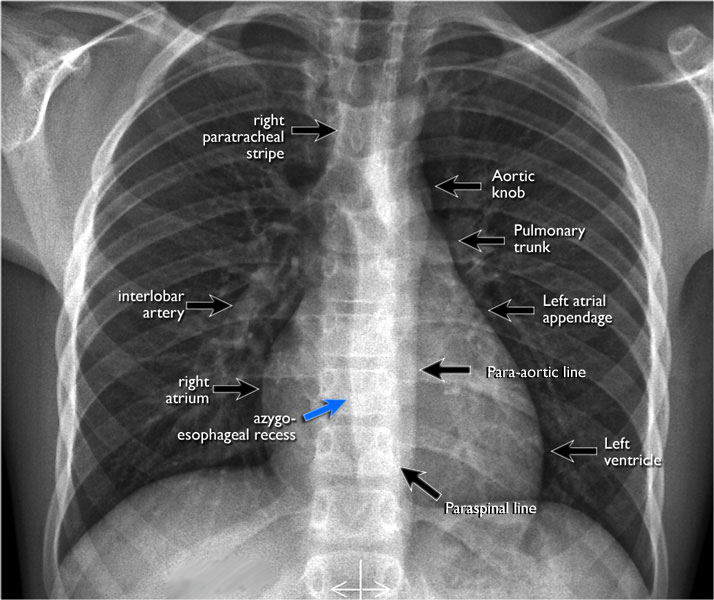 right
paratracheal
stripe
Aortic
knob
Pulmonary
trunk
interlobar
artery
Left atrial
appendage
Para-aortic line
right
atrium
azygo-
esophageal recess
Left
ventricle
Paraspinal line